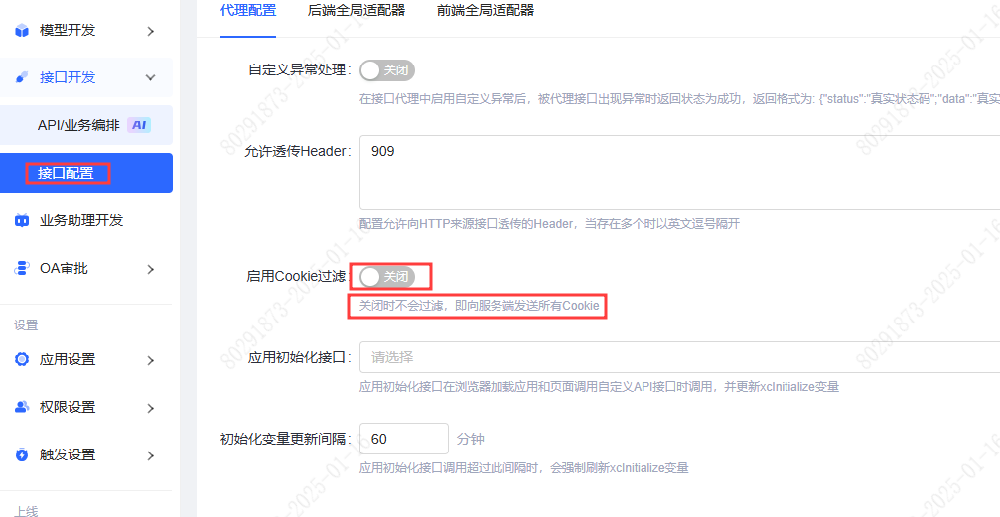 模型开发
接口开发
API/业务编排 AI
接口配置
业务助理开发
OA审批
设置
应用设置
权限设置
触发设置
上线
代理配置 后端全局适配器 前端全局适配器
自定义异常处理: 关闭
在接口代理中启用自定义异常后，被代理接口出现异常时返回状态为成功，返回格式为: {"status":"真实状态码";"data":"真实
允许透传Header: 909
配置允许向HTTP来源接口透传的Header，当存在多个时以英文逗号隔开
启用Cookie过滤: 关闭
关闭时不会过滤，即向服务端发送所有Cookie
应用初始化接口: 请选择
应用初始化接口在浏览器加载应用和页面调用自定义API接口时调用，并更新xcInitialize变量
初始化变量更新间隔: 60 分钟
应用初始化接口调用超过此间隔时，会强制刷新xcInitialize变量
80291873-2025-01-16
80291873-2025-01-16